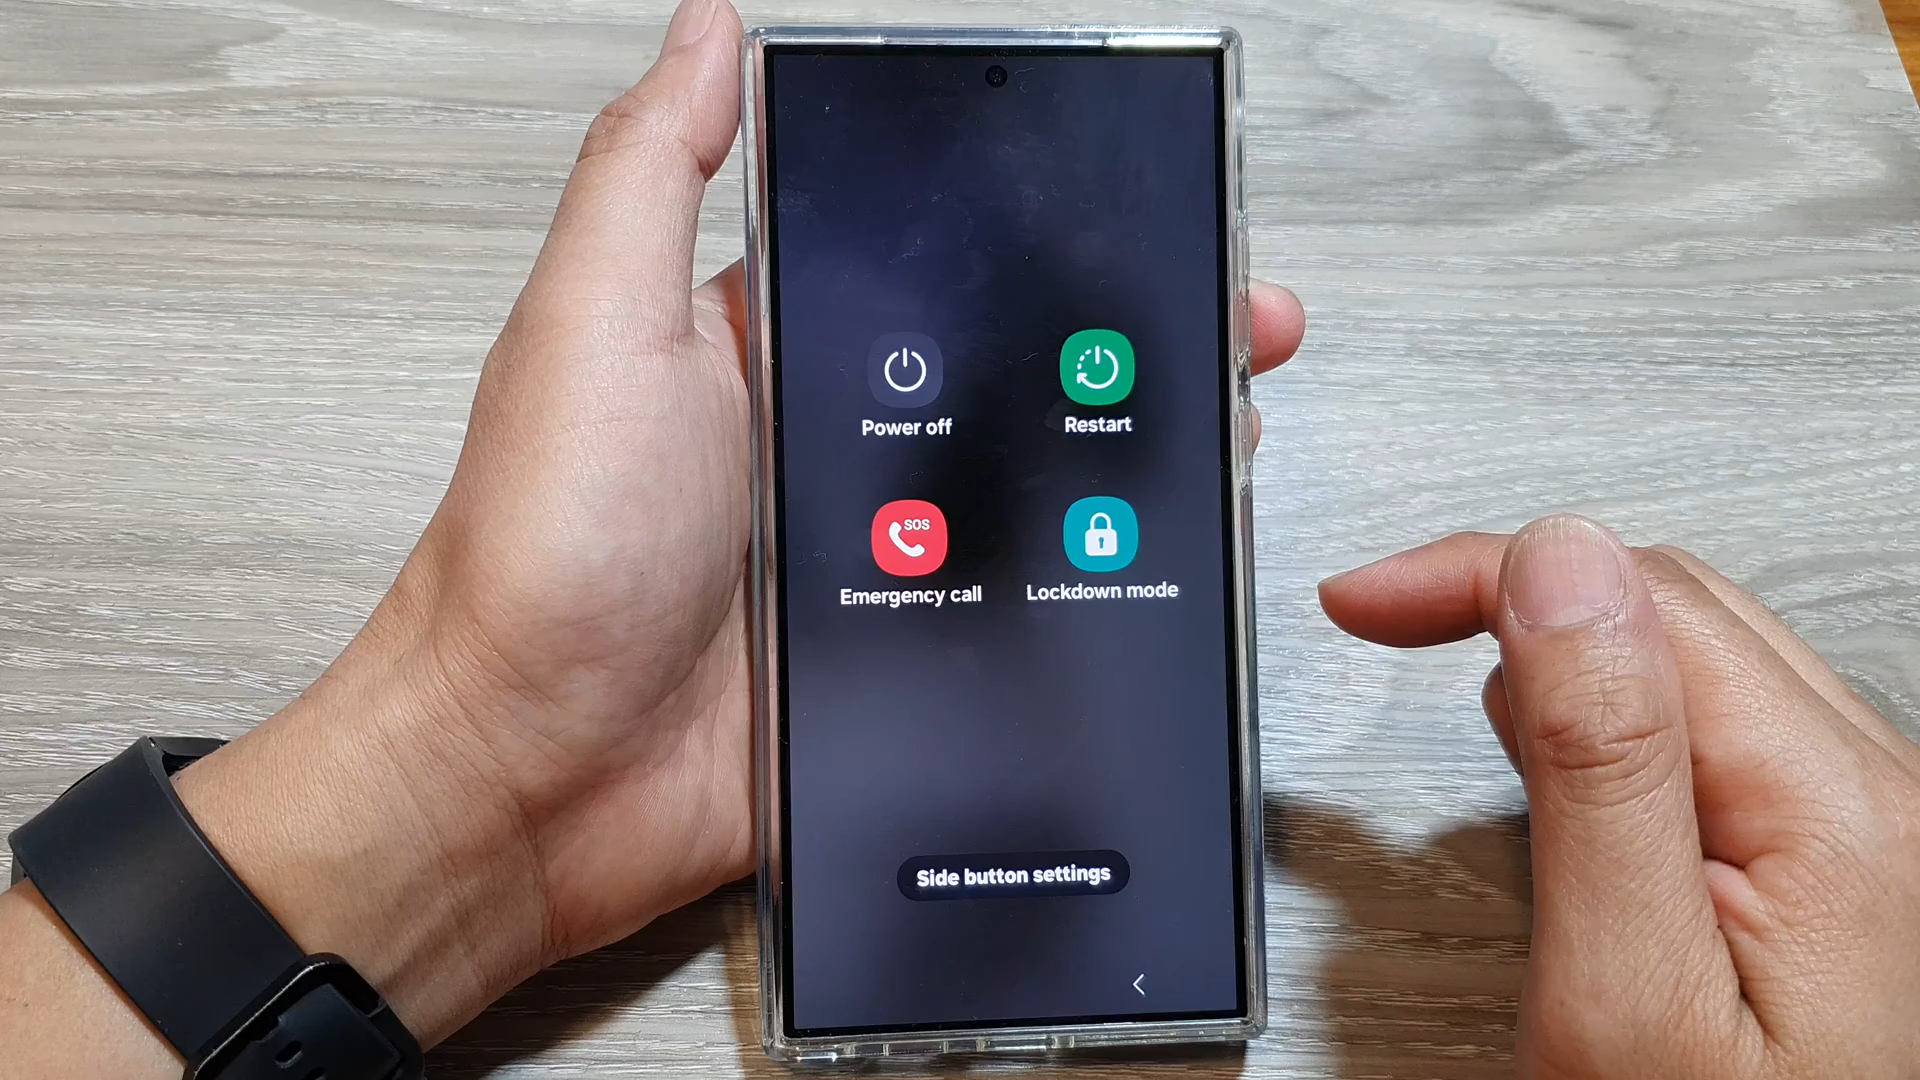 Power off
Restart
SOS
Emergency call
Lockdown mode
Side button settings